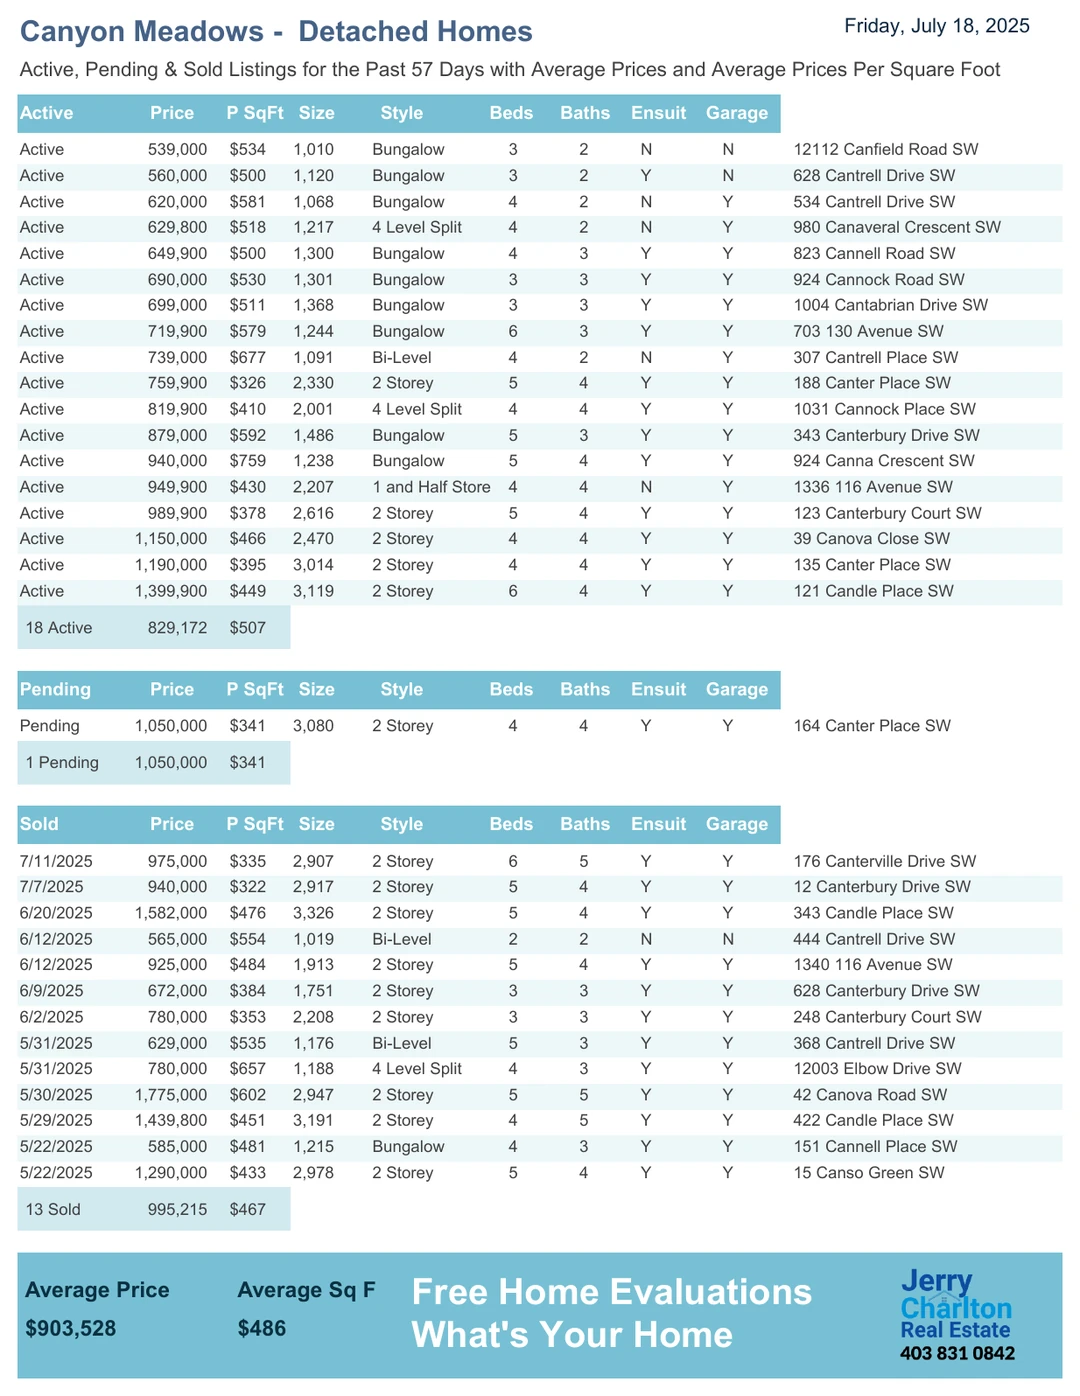 Canyon Meadows - Detached Homes
Friday, July 18, 2025
Active, Pending & Sold Listings for the Past 57 Days with Average Prices and Average Prices Per Square Foot
Active Price P SqFt Size Style Beds Baths Ensuit Garage
Active 539,000 $534 1,010 Bungalow 3 2 N N 12112 Canfield Road SW
Active 560,000 $500 1,120 Bungalow 3 2 Y N 628 Cantrell Drive SW
Active 620,000 $581 1,068 Bungalow 4 2 N Y 534 Cantrell Drive SW
Active 629,800 $518 1,217 4 Level Split 4 2 N Y 980 Canaveral Crescent SW
Active 649,900 $500 1,300 Bungalow 4 3 Y Y 823 Cannell Road SW
Active 690,000 $530 1,301 Bungalow 3 3 Y Y 924 Cannock Road SW
Active 699,000 $511 1,368 Bungalow 3 3 Y Y 1004 Cantabrian Drive SW
Active 719,900 $579 1,244 Bungalow 6 3 Y Y 703 130 Avenue SW
Active 739,000 $677 1,091 Bi-Level 4 2 N Y 307 Cantrell Place SW
Active 759,900 $326 2,330 2 Storey 5 4 Y Y 188 Canter Place SW
Active 819,900 $410 2,001 4 Level Split 4 4 Y Y 1031 Cannock Place SW
Active 879,000 $592 1,486 Bungalow 5 3 Y Y 343 Canterbury Drive SW
Active 940,000 $759 1,238 Bungalow 5 4 Y Y 924 Canna Crescent SW
Active 949,900 $430 2,207 1 and Half Store 4 4 N Y 1336 116 Avenue SW
Active 989,900 $378 2,616 2 Storey 5 4 Y Y 123 Canterbury Court SW
Active 1,150,000 $466 2,470 2 Storey 4 4 Y Y 39 Canova Close SW
Active 1,190,000 $395 3,014 2 Storey 4 4 Y Y 135 Canter Place SW
Active 1,399,900 $449 3,119 2 Storey 6 4 Y Y 121 Candle Place SW
18 Active 829,172 $507
Pending Price P SqFt Size Style Beds Baths Ensuit Garage
Pending 1,050,000 $341 3,080 2 Storey 4 4 Y Y 164 Canter Place SW
1 Pending 1,050,000 $341
Sold Price P SqFt Size Style Beds Baths Ensuit Garage
7/11/2025 975,000 $335 2,907 2 Storey 6 5 Y Y 176 Canterville Drive SW
7/7/2025 940,000 $322 2,917 2 Storey 5 4 Y Y 12 Canterbury Drive SW
6/20/2025 1,582,000 $476 3,326 2 Storey 5 4 Y Y 343 Candle Place SW
6/12/2025 565,000 $554 1,019 Bi-Level 2 2 N N 444 Cantrell Drive SW
6/12/2025 925,000 $484 1,913 2 Storey 5 4 Y Y 1340 116 Avenue SW
6/9/2025 672,000 $384 1,751 2 Storey 3 3 Y Y 628 Canterbury Drive SW
6/2/2025 780,000 $353 2,208 2 Storey 3 3 Y Y 248 Canterbury Court SW
5/31/2025 629,000 $535 1,176 Bi-Level 5 3 Y Y 368 Cantrell Drive SW
5/31/2025 780,000 $657 1,188 4 Level Split 4 3 Y Y 12003 Elbow Drive SW
5/30/2025 1,775,000 $602 2,947 2 Storey 5 5 Y Y 42 Canova Road SW
5/29/2025 1,439,800 $451 3,191 2 Storey 4 5 Y Y 422 Candle Place SW
5/22/2025 585,000 $481 1,215 Bungalow 4 3 Y Y 151 Cannell Place SW
5/22/2025 1,290,000 $433 2,978 2 Storey 5 4 Y Y 15 Canso Green SW
13 Sold 995,215 $467
Average Price Average Sq F
$903,528 $486
Free Home Evaluations
What's Your Home
Jerry
Charlton
Real Estate
403 831 0842